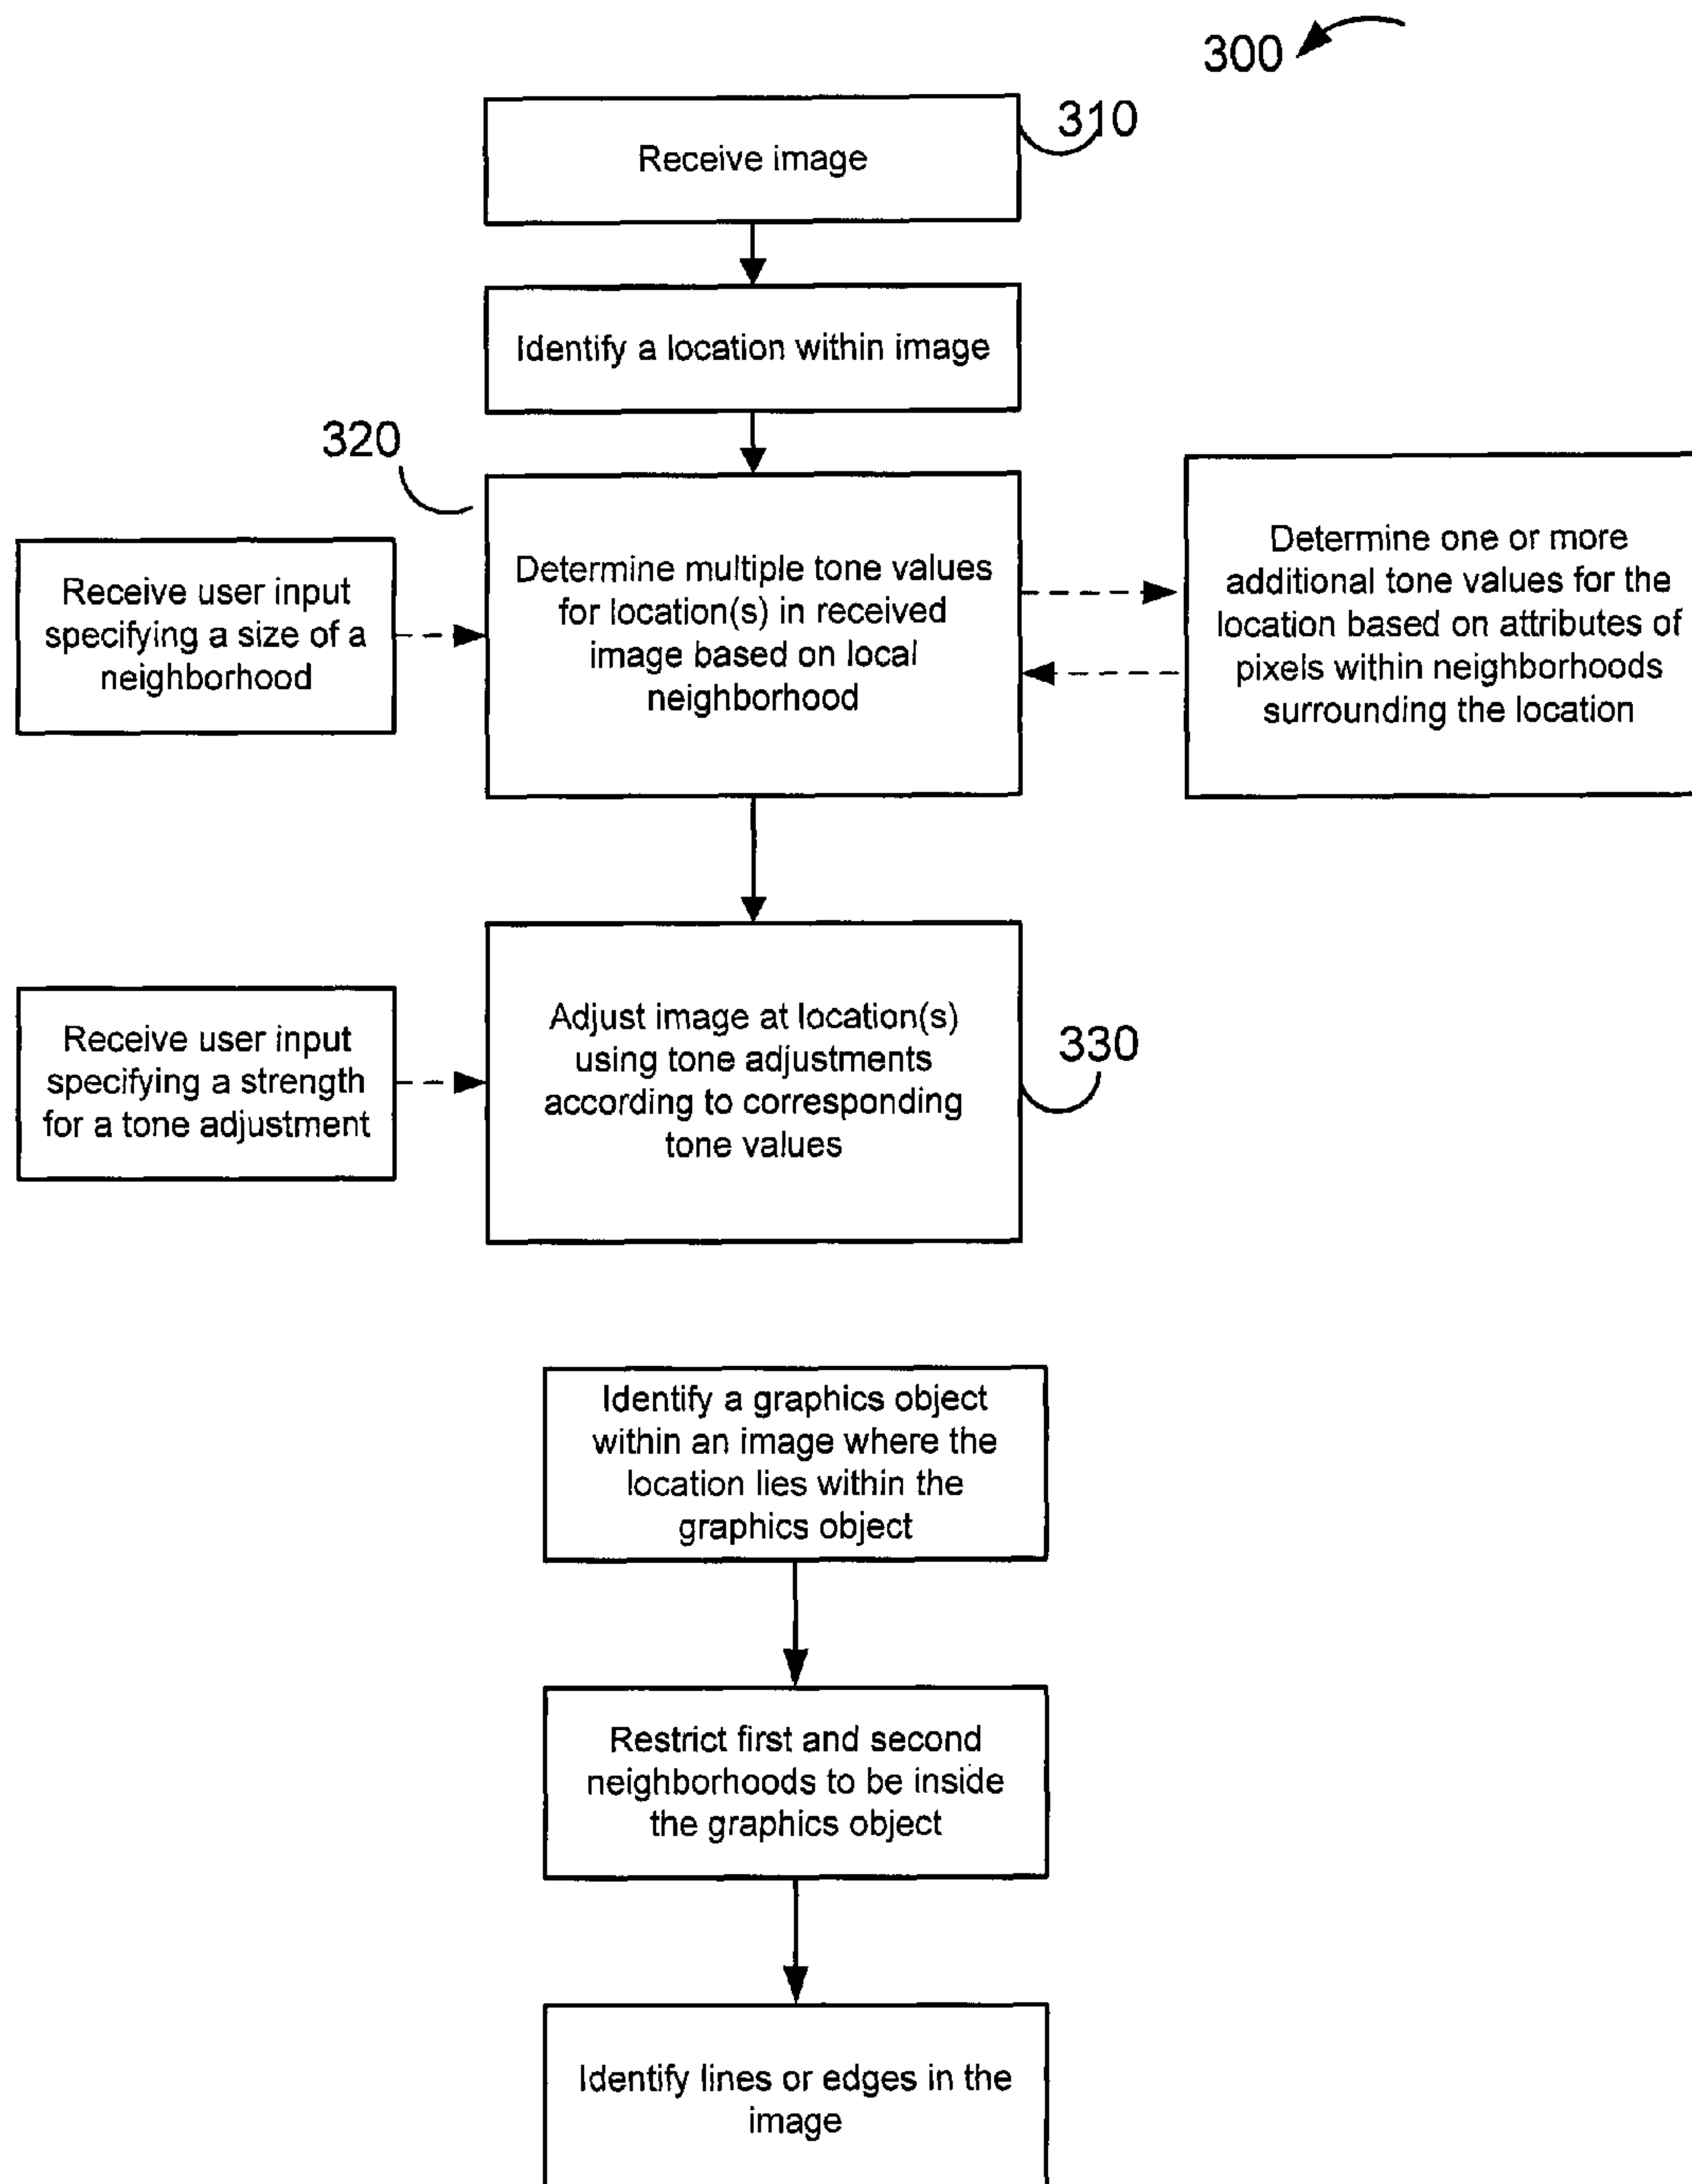 300
310
Receive image
Identify a location within image
320
Receive user input
specifying a size of a
neighborhood
Determine multiple tone values
for location(s) in received
image based on local
neighborhood
Determine one or more
additional tone values for the
location based on attributes of
pixels within neighborhoods
surrounding the location
Receive user input
specifying a strength
for a tone adjustment
Adjust image at location(s)
using tone adjustments
according to corresponding
tone values
330
Identify a graphics object
within an image where the
location lies within the
graphics object
Restrict first and second
neighborhoods to be inside
the graphics object
Identify lines or edges in the
image